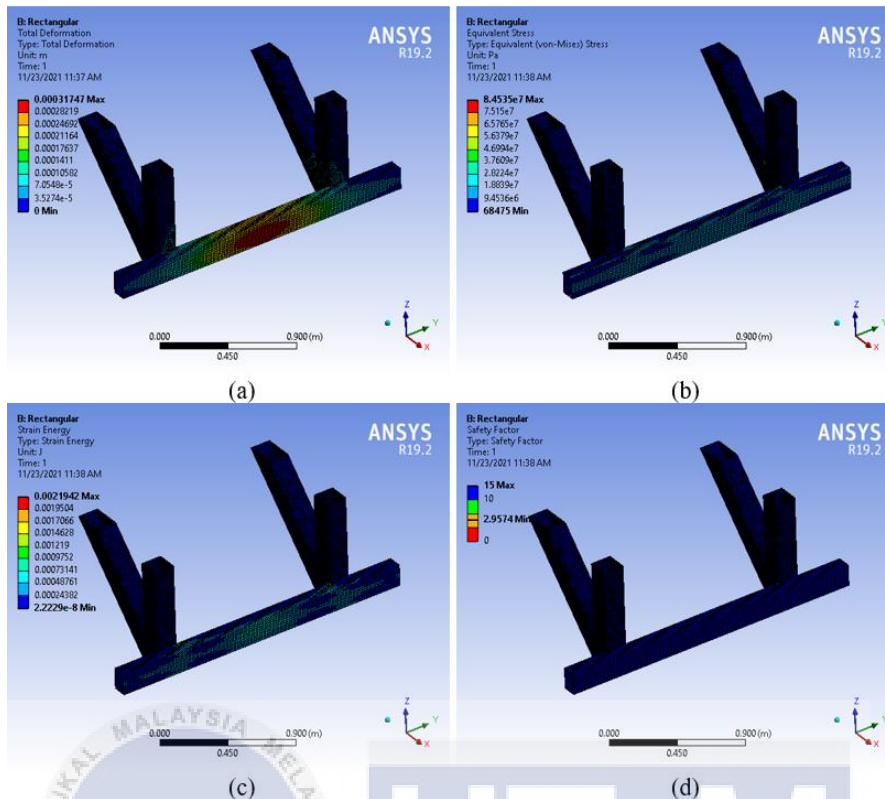 B: Rectangular
Total Deformation
Type: Total Deformation
Unit: m
Time: 1
11/23/2021 11:37 AM
ANSYS
R19.2
0.00031747 Max
0.00028219
0.00024692
0.00021164
0.00017637
0.0001411
0.00010582
7.0548e-5
3.5274e-5
0 Min
Z
Y
X
0.000
0.900 (m)
0.450
(a)
B: Rectangular
Equivalent Stress
Type: Equivalent (von-Mises) Stress
Unit: Pa
Time: 1
11/23/2021 11:38 AM
ANSYS
R19.2
8.4535e7 Max
7.515e7
6.5765e7
5.6379e7
4.6994e7
3.7609e7
2.8224e7
1.8839e7
9.4536e6
68475 Min
Z
Y
X
0.000
0.900 (m)
0.450
(b)
B: Rectangular
Strain Energy
Type: Strain Energy
Unit: J
Time: 1
11/23/2021 11:38 AM
ANSYS
R19.2
0.0021942 Max
0.0019504
0.0017066
0.0014628
0.001219
0.0009752
0.00073141
0.00048761
0.00024382
2.2229e-8 Min
Z
Y
X
0.000
0.900 (m)
0.450
KAL MALAYSIA MELA
(c)
B: Rectangular
Safety Factor
Type: Safety Factor
Time: 1
11/23/2021 11:38 AM
ANSYS
R19.2
15 Max
10
2.9574 Min
0
Z
Y
X
0.000
0.900 (m)
0.450
(d)